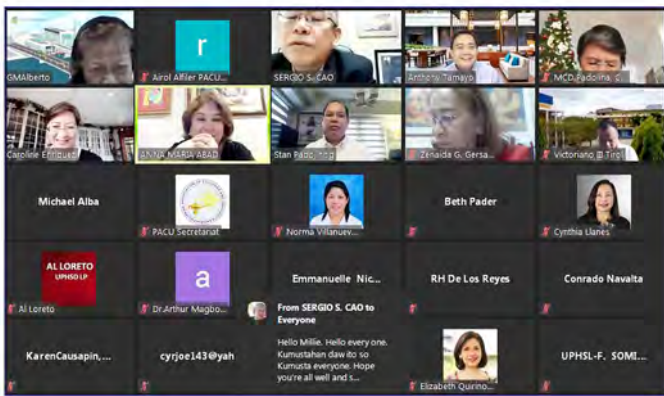 GMAlberto
r
Airol Alfiler PACU...
SERGIO S. CAO
Anthony Tamayo
MCD Padolina, C...
Caroline Enriquez
ANNA MARIA ABAD
Stan Pado
Zenaida G. Gersa...
Victoriano B Tirol
Michael Alba
PACU Secretariat
Norma Villanuev...
Beth Pader
Cynthia Llanes
AL LORETO
UPHSD LP
Al Loreto
a
Dr.Arthur Magbo...
Emmanuelle Nic...
RH De Los Reyes
Conrado Navalta
From SERGIO S. CAO to
Everyone
Hello Millie. Hello every one.
Kumustahan daw ito so
Kumusta everyone. Hope
you're all well and s...
KarenCausapin,...
cyrjoe143@yah
Elizabeth Quirino...
UPHSL-F. SOMI...